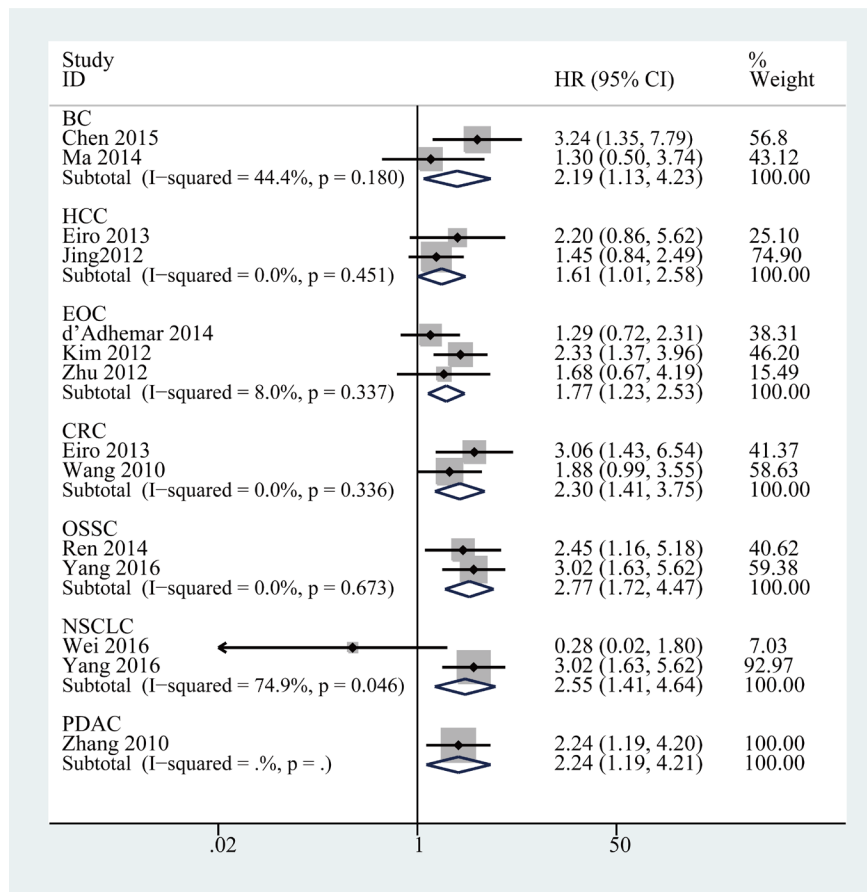 Study %
ID HR (95% CI) Weight
BC
Chen 2015 3.24 (1.35, 7.79) 56.8
Ma 2014 1.30 (0.50, 3.74) 43.12
Subtotal (I−squared = 44.4%, p = 0.180) 2.19 (1.13, 4.23) 100.00
HCC
Eiro 2013 2.20 (0.86, 5.62) 25.10
Jing2012 1.45 (0.84, 2.49) 74.90
Subtotal (I−squared = 0.0%, p = 0.451) 1.61 (1.01, 2.58) 100.00
EOC
d’Adhemar 2014 1.29 (0.72, 2.31) 38.31
Kim 2012 2.33 (1.37, 3.96) 46.20
Zhu 2012 1.68 (0.67, 4.19) 15.49
Subtotal (I−squared = 8.0%, p = 0.337) 1.77 (1.23, 2.53) 100.00
CRC
Eiro 2013 3.06 (1.43, 6.54) 41.37
Wang 2010 1.88 (0.99, 3.55) 58.63
Subtotal (I−squared = 0.0%, p = 0.336) 2.30 (1.41, 3.75) 100.00
OSSC
Ren 2014 2.45 (1.16, 5.18) 40.62
Yang 2016 3.02 (1.63, 5.62) 59.38
Subtotal (I−squared = 0.0%, p = 0.673) 2.77 (1.72, 4.47) 100.00
NSCLC
Wei 2016 0.28 (0.02, 1.80) 7.03
Yang 2016 3.02 (1.63, 5.62) 92.97
Subtotal (I−squared = 74.9%, p = 0.046) 2.55 (1.41, 4.64) 100.00
PDAC
Zhang 2010 2.24 (1.19, 4.20) 100.00
Subtotal (I−squared = .%, p = .) 2.24 (1.19, 4.21) 100.00
.02 1 50